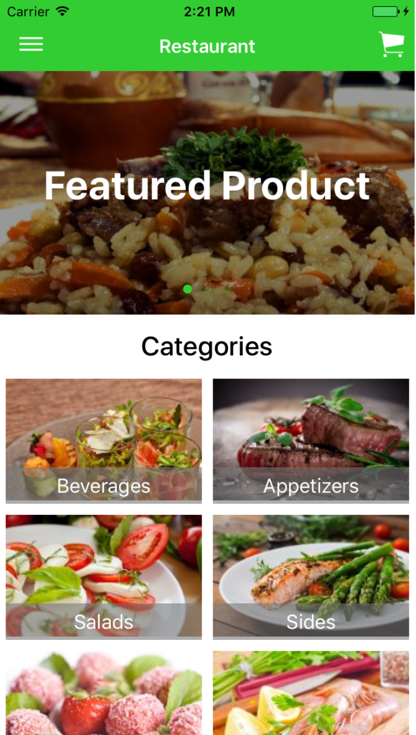 Carrier 2:21 PM
Restaurant
Featured Product
Categories
Beverages Appetizers
Salads Sides